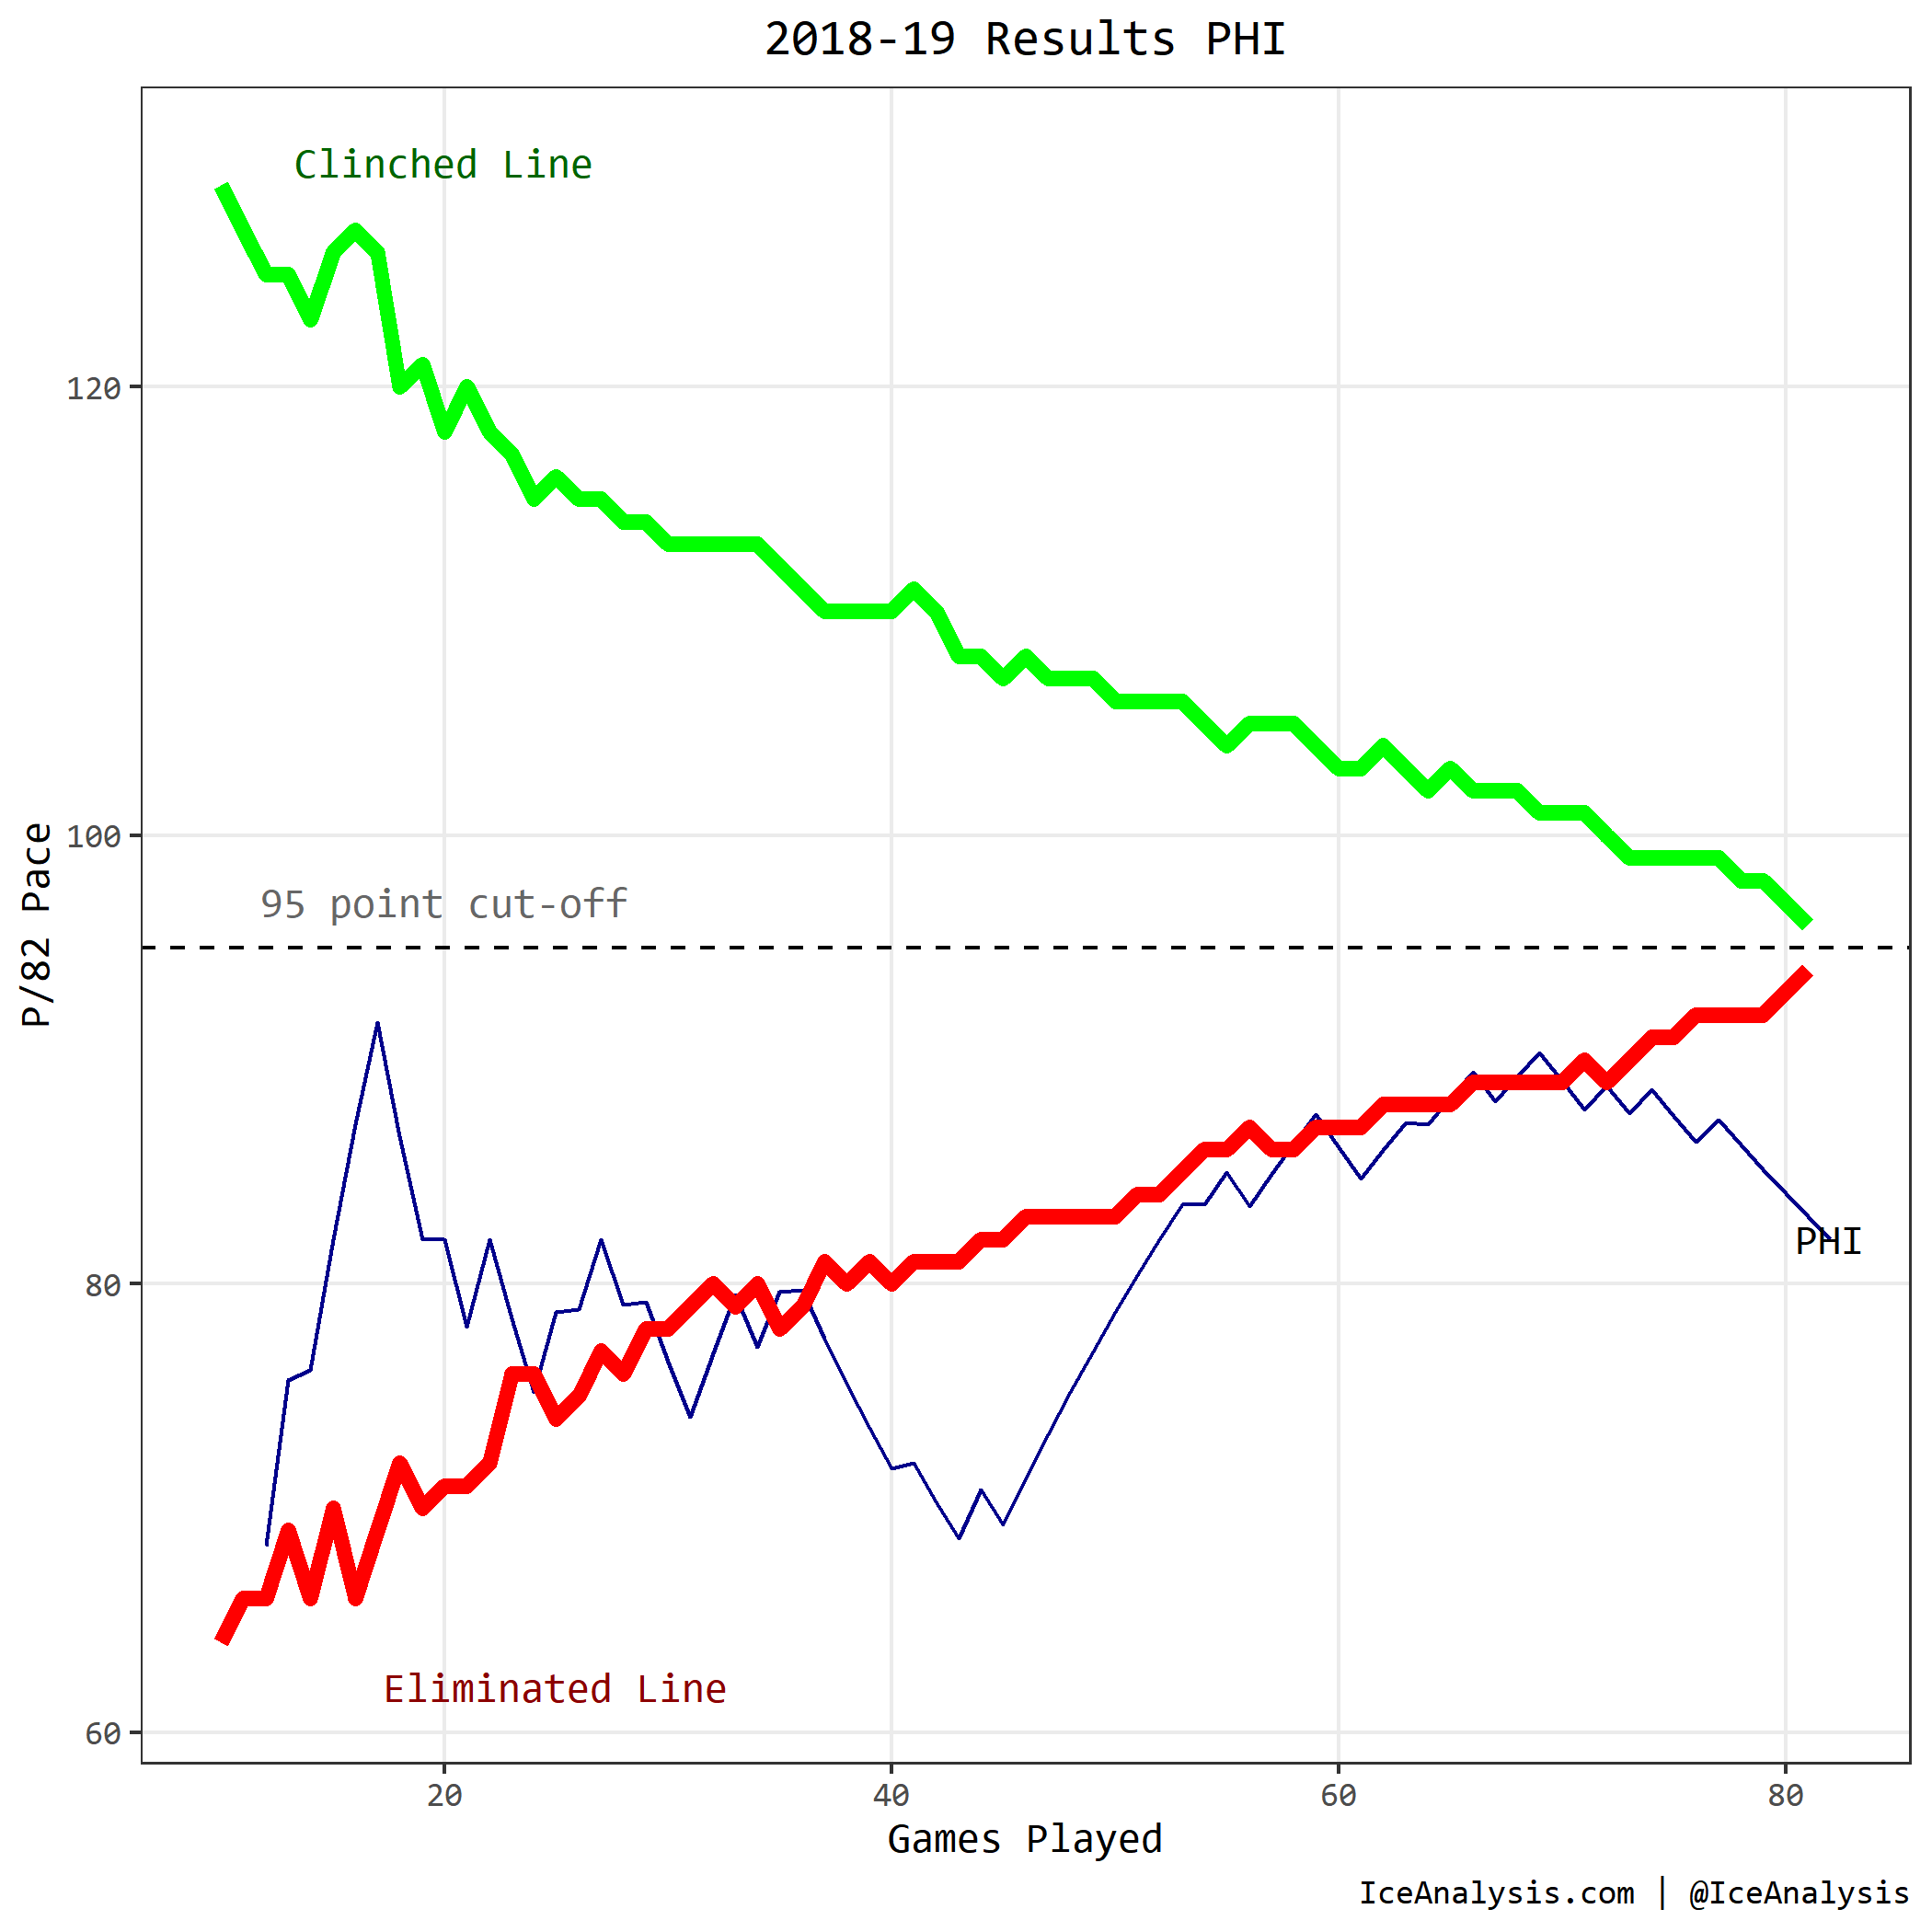 2018-19 Results PHI
Clinched Line
120
100
95 point cut-off
P/82 Pace
80
PHI
Eliminated Line
60
20 40 60 80
Games Played
IceAnalysis.com | @IceAnalysis